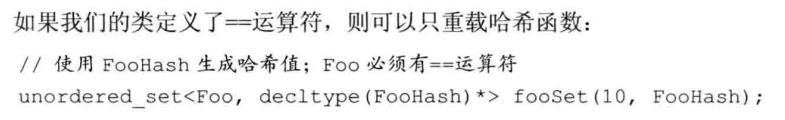 如果我们的类定义了==运算符，则可以只重载哈希函数：
// 使用 FooHash 生成哈希值；Foo 必须有==运算符
unordered_set<Foo, decltype(FooHash)*> fooSet(10, FooHash);